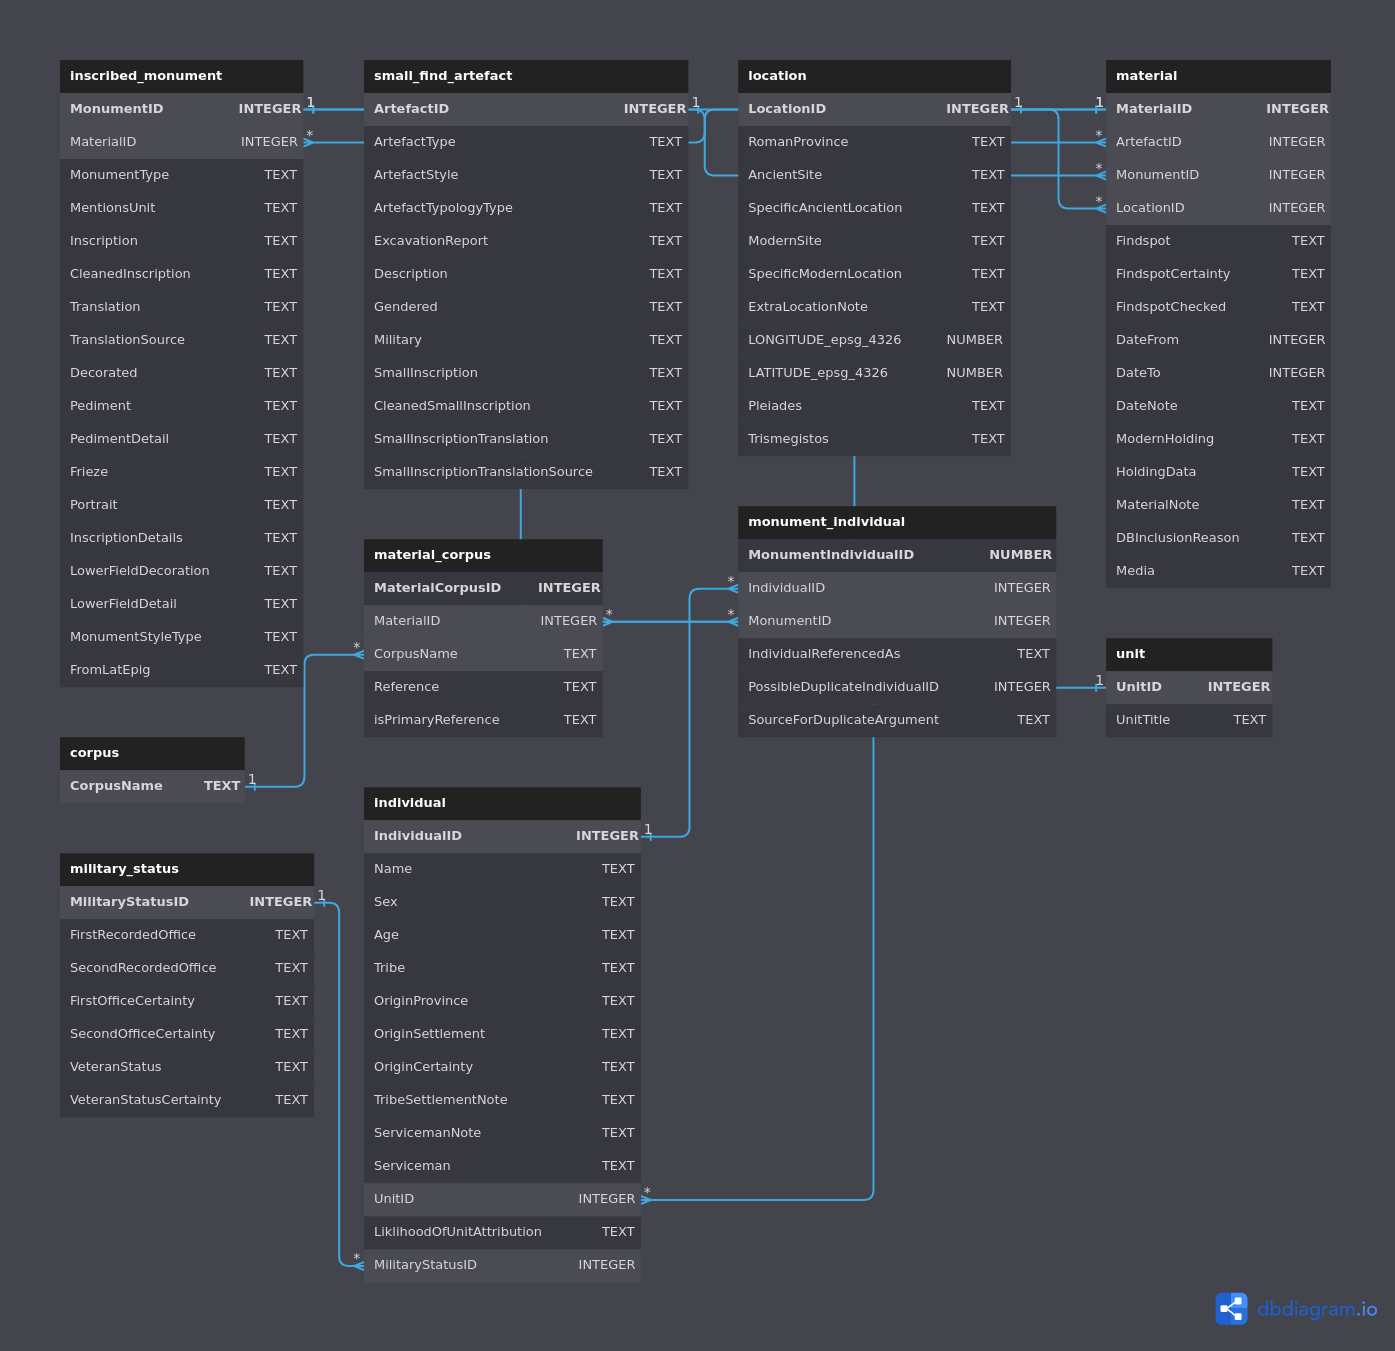 inscribed_monument
MonumentID INTEGER 1
MaterialID INTEGER *
MonumentType TEXT
MentionsUnit TEXT
Inscription TEXT
CleanedInscription TEXT
Translation TEXT
TranslationSource TEXT
Decorated TEXT
Pediment TEXT
PedimentDetail TEXT
Frieze TEXT
Portrait TEXT
InscriptionDetails TEXT
LowerFieldDecoration TEXT
LowerFieldDetail TEXT
MonumentStyleType TEXT
FromLatEpig TEXT
small_find_artefact
ArtefactID INTEGER 1
ArtefactType TEXT
ArtefactStyle TEXT
ArtefactTypologyType TEXT
ExcavationReport TEXT
Description TEXT
Gendered TEXT
Military TEXT
SmallInscription TEXT
CleanedSmallInscription TEXT
SmallInscriptionTranslation TEXT
SmallInscriptionTranslationSource TEXT
location
LocationID INTEGER 1
RomanProvince TEXT
AncientSite TEXT
SpecificAncientLocation TEXT
ModernSite TEXT
SpecificModernLocation TEXT
ExtraLocationNote TEXT
LONGITUDE_epsg_4326 NUMBER
LATITUDE_epsg_4326 NUMBER
Pleiades TEXT
Trismegistos TEXT
material
1 MaterialID INTEGER
* ArtefactID INTEGER
* MonumentID INTEGER
* LocationID INTEGER
Findspot TEXT
FindspotCertainty TEXT
FindspotChecked TEXT
DateFrom INTEGER
DateTo INTEGER
DateNote TEXT
ModernHolding TEXT
HoldingData TEXT
MaterialNote TEXT
DBInclusionReason TEXT
Media TEXT
material_corpus
MaterialCorpusID INTEGER
MaterialID INTEGER *
* CorpusName TEXT
Reference TEXT
isPrimaryReference TEXT
monument_individual
MonumentIndividualID NUMBER
* IndividualID INTEGER
* MonumentID INTEGER
IndividualReferencedAs TEXT
PossibleDuplicateIndividualID INTEGER
SourceForDuplicateArgument TEXT
unit
1 UnitID INTEGER
UnitTitle TEXT
corpus
CorpusName TEXT 1
individual
IndividualID INTEGER 1
Name TEXT
Sex TEXT
Age TEXT
Tribe TEXT
OriginProvince TEXT
OriginSettlement TEXT
OriginCertainty TEXT
TribeSettlementNote TEXT
ServicemanNote TEXT
Serviceman TEXT
UnitID INTEGER *
LiklihoodOfUnitAttribution TEXT
* MilitaryStatusID INTEGER
military_status
MilitaryStatusID INTEGER 1
FirstRecordedOffice TEXT
SecondRecordedOffice TEXT
FirstOfficeCertainty TEXT
SecondOfficeCertainty TEXT
VeteranStatus TEXT
VeteranStatusCertainty TEXT
dbdiagram.io